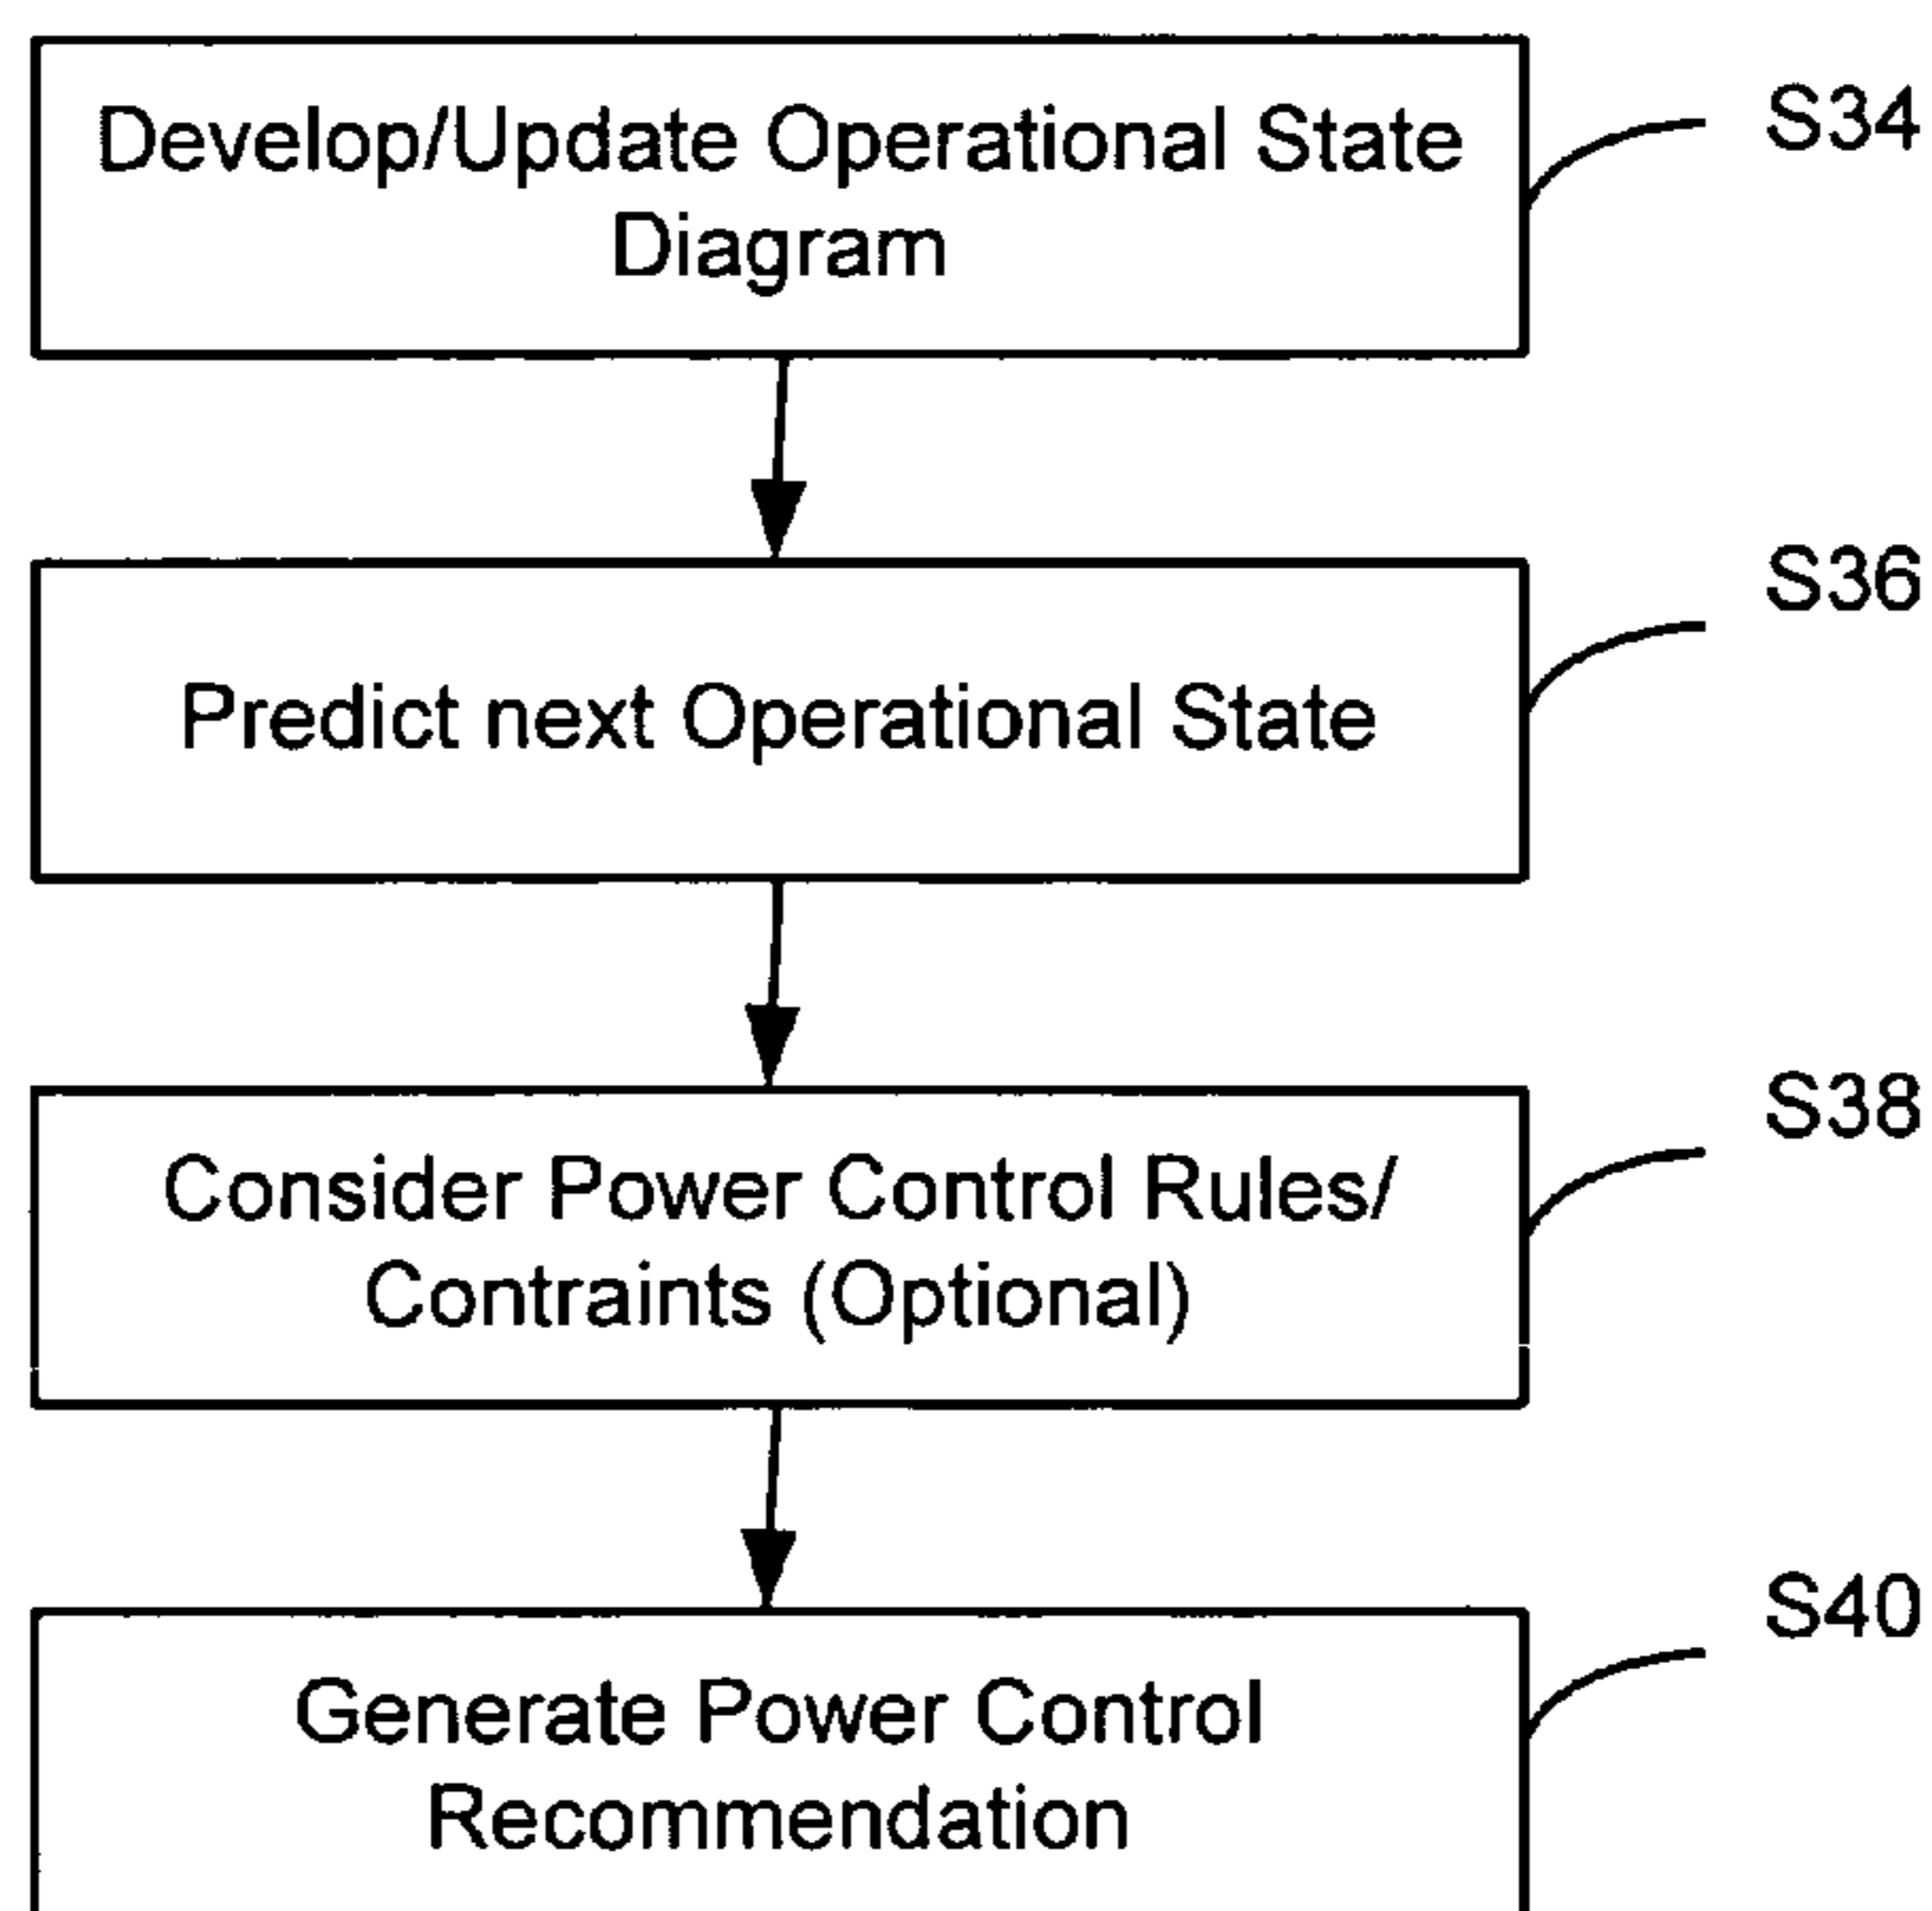 Develop/Update Operational State
Diagram
S34
Predict next Operational State
S36
Consider Power Control Rules/
Contraints (Optional)
S38
Generate Power Control
Recommendation
S40